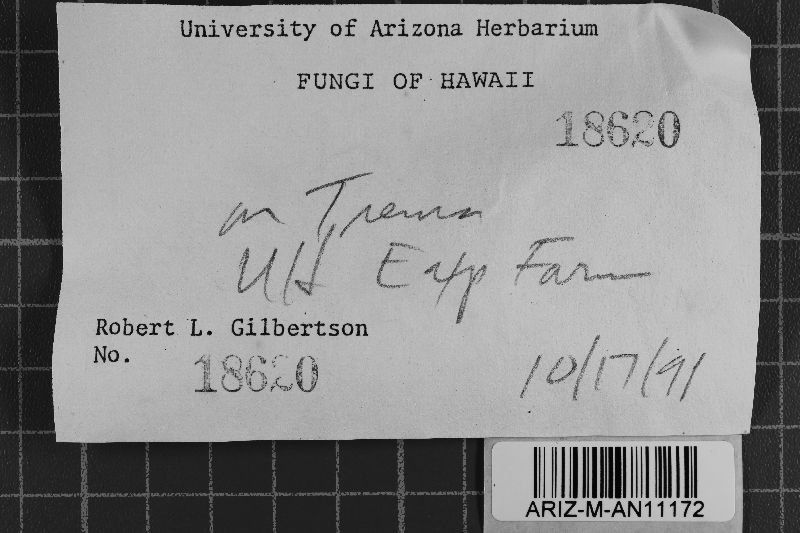 University of Arizona Herbarium
FUNGI OF HAWAII
18620
on Trema
UH Exp Farm
Robert L. Gilbertson
No. 18620
10/17/91
ARIZ-M-AN11172